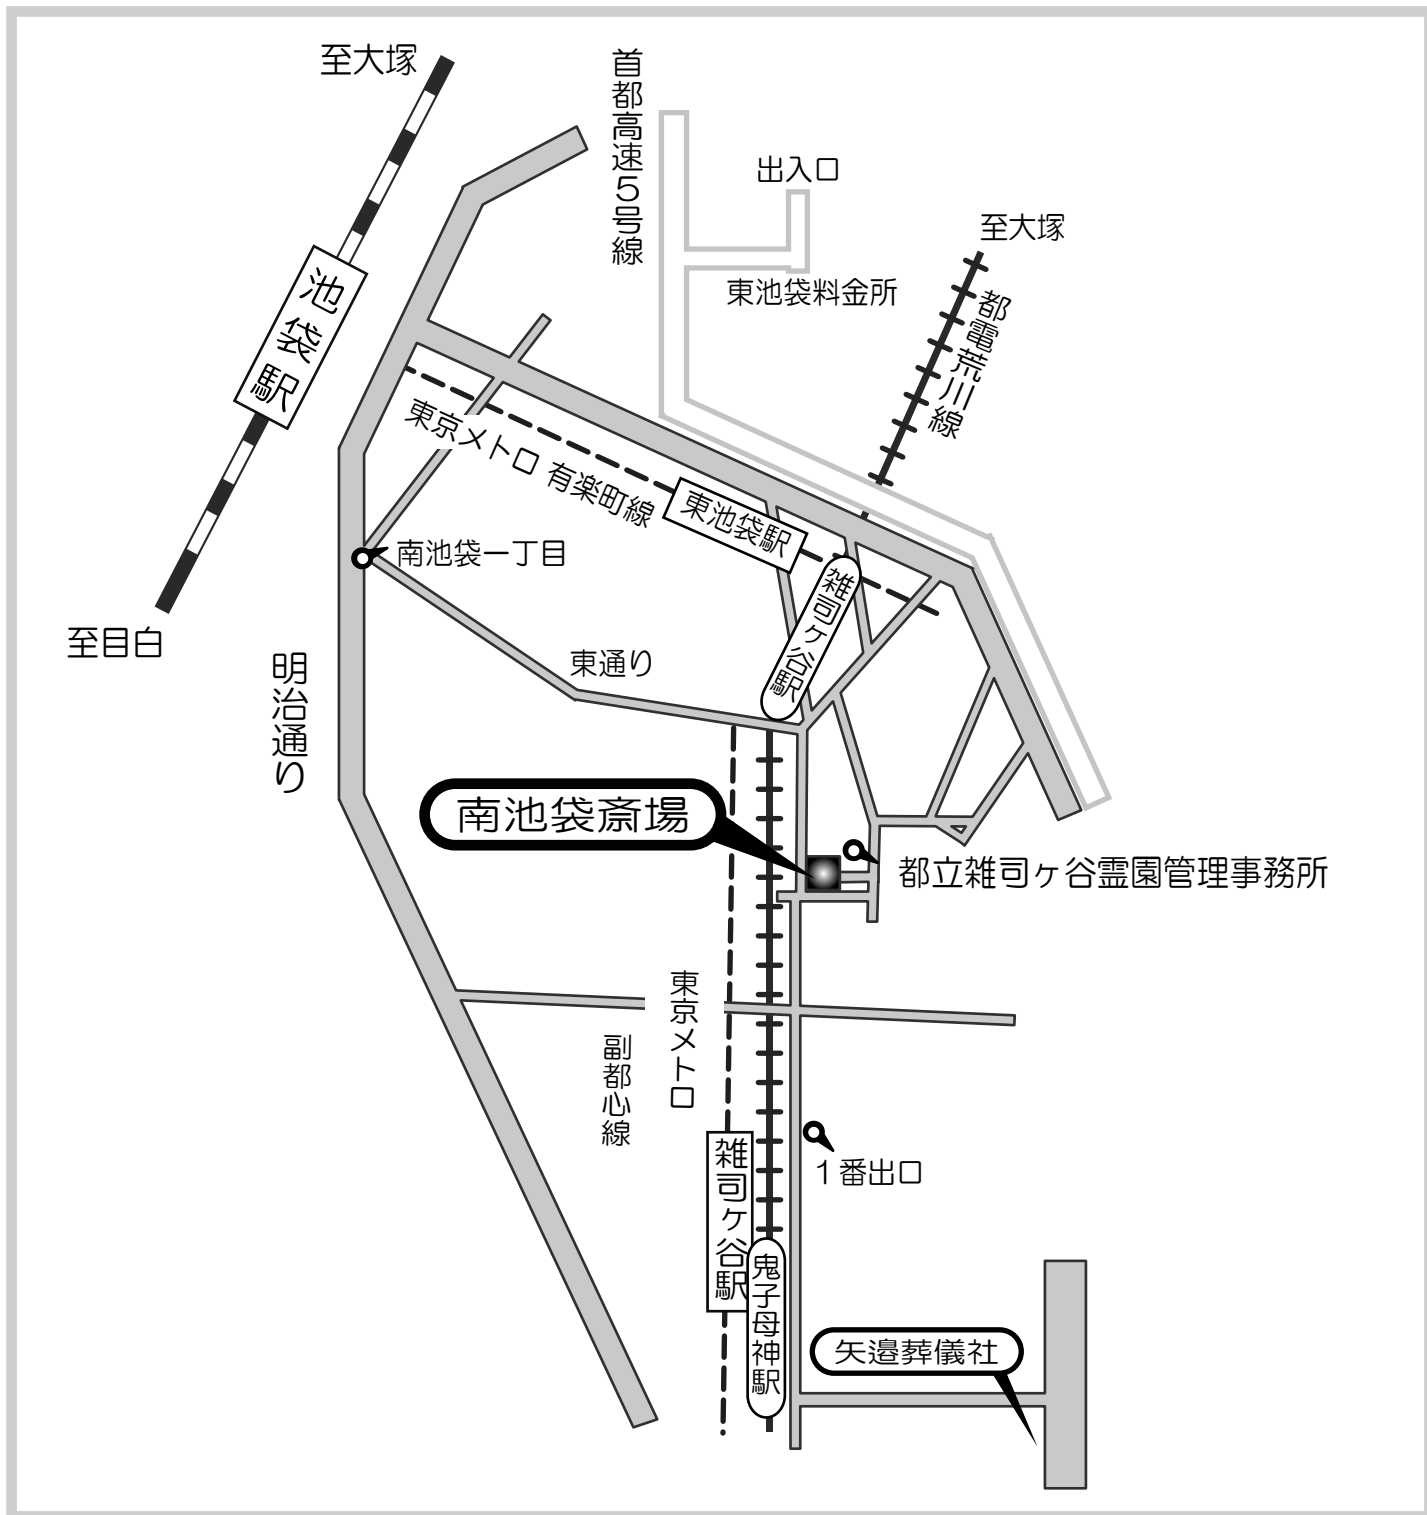 至大塚
首都高速5号線
出入口
至大塚
池袋駅
東池袋料金所
都電荒川線
東京メトロ 有楽町線
東池袋駅
南池袋一丁目
雑司ヶ谷駅
至目白
東通り
明治通り
南池袋斎場
都立雑司ヶ谷霊園管理事務所
東京メトロ
副都心線
雑司ヶ谷駅
1番出口
鬼子母神駅
矢邉葬儀社